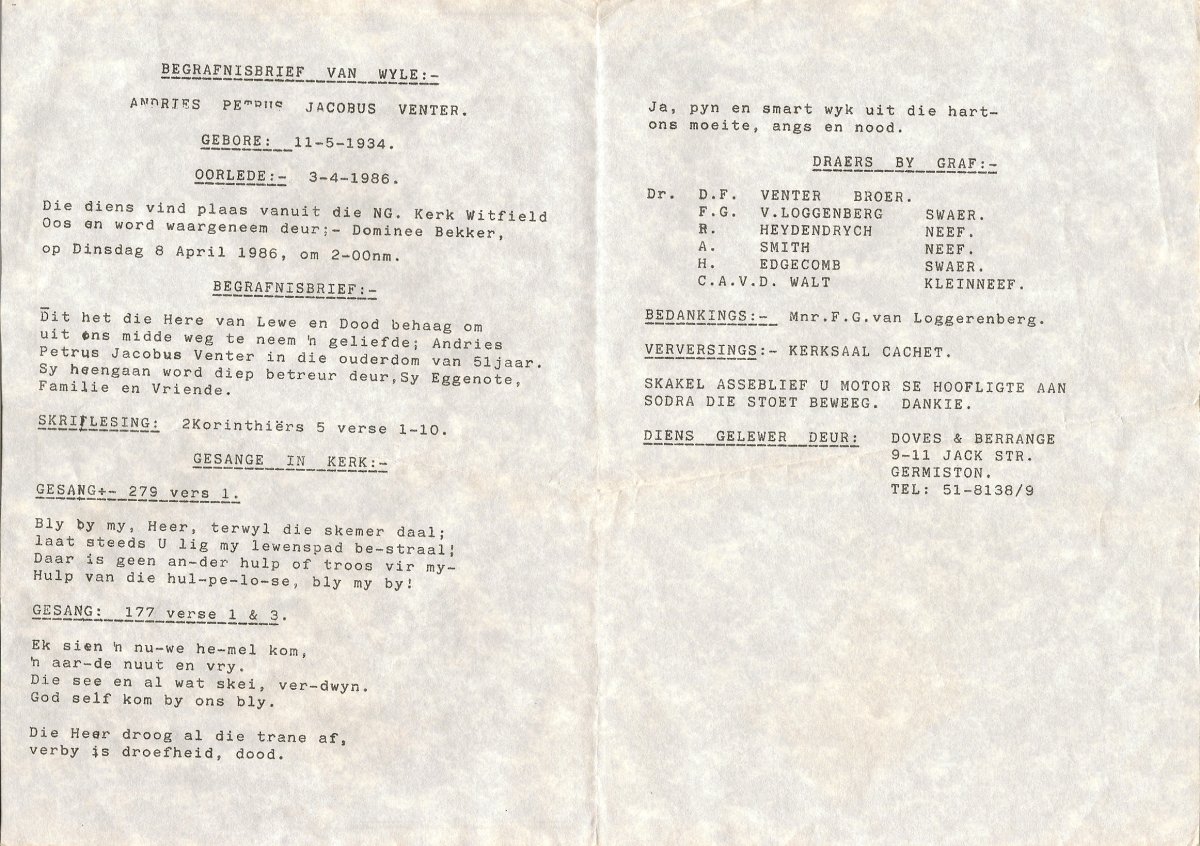 BEGRAFNISBRIEF VAN WYLE:-
ANDRIES PETRUS JACOBUS VENTER.
GEBORE: 11-5-1934.
OORLEDE:- 3-4-1986.
Die diens vind plaas vanuit die NG. Kerk Witfield
Oos en word waargeneem deur;- Dominee Bekker,
op Dinsdag 8 April 1986, om 2-00nm.
BEGRAFNISBRIEF:-
Dit het die Here van Lewe en Dood behaag om
uit ons midde weg te neem 'n geliefde; Andries
Petrus Jacobus Venter in die ouderdom van 51jaar.
Sy heengaan word diep betreur deur,Sy Eggenote,
Familie en Vriende.
SKRIFLESING: 2Korinthiërs 5 verse 1-10.
GESANGE IN KERK:-
GESANG+- 279 vers 1.
Bly by my, Heer, terwyl die skemer daal;
laat steeds U lig my lewenspad be-straal!
Daar is geen an-der hulp of troos vir my-
Hulp van die hul-pe-lo-se, bly my by!
GESANG: 177 verse 1 & 3.
Ek sien 'n nu-we he-mel kom,
'n aar-de nuut en vry.
Die see en al wat skei, ver-dwyn.
God self kom by ons bly.
Die Heer droog al die trane af,
verby is droefheid, dood.
Ja, pyn en smart wyk uit die hart-
ons moeite, angs en nood.
DRAERS BY GRAF:-
Dr. D.F. VENTER BROER.
F.G. V.LOGGENBERG SWAER.
R. HEYDENDRYCH NEEF.
A. SMITH NEEF.
H. EDGECOMB SWAER.
C.A.V.D. WALT KLEINNEEF.
BEDANKINGS:- Mnr.F.G.van Loggerenberg.
VERVERSINGS:- KERKSAAL CACHET.
SKAKEL ASSEBLIEF U MOTOR SE HOOFLIGTE AAN
SODRA DIE STOET BEWEEG. DANKIE.
DIENS GELEWER DEUR: DOVES & BERRANGE
9-11 JACK STR.
GERMISTON.
TEL: 51-8138/9